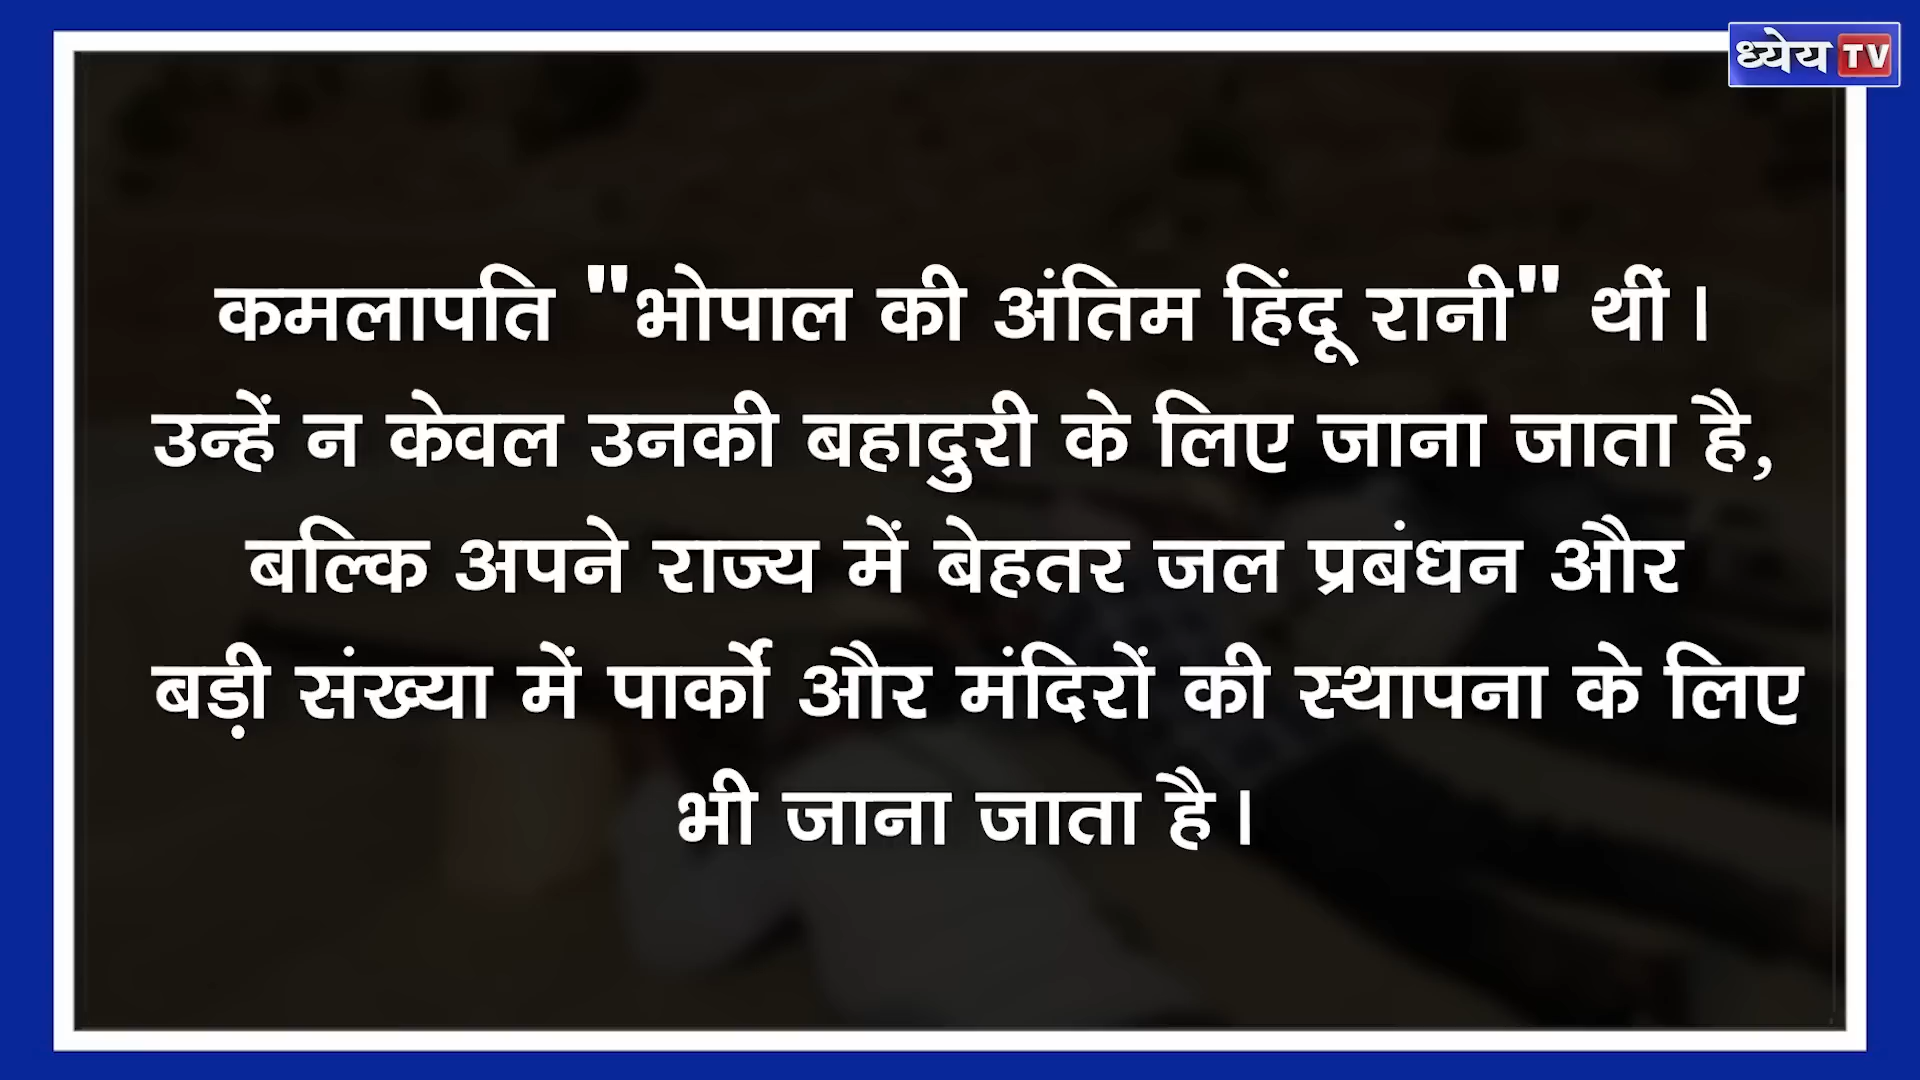 ध्येय TV
कमलापति "भोपाल की अंतिम हिंदू रानी" थीं।
उन्हें न केवल उनकी बहादुरी के लिए जाना जाता है,
बल्कि अपने राज्य में बेहतर जल प्रबंधन और
बड़ी संख्या में पार्को और मंदिरों की स्थापना के लिए
भी जाना जाता है।